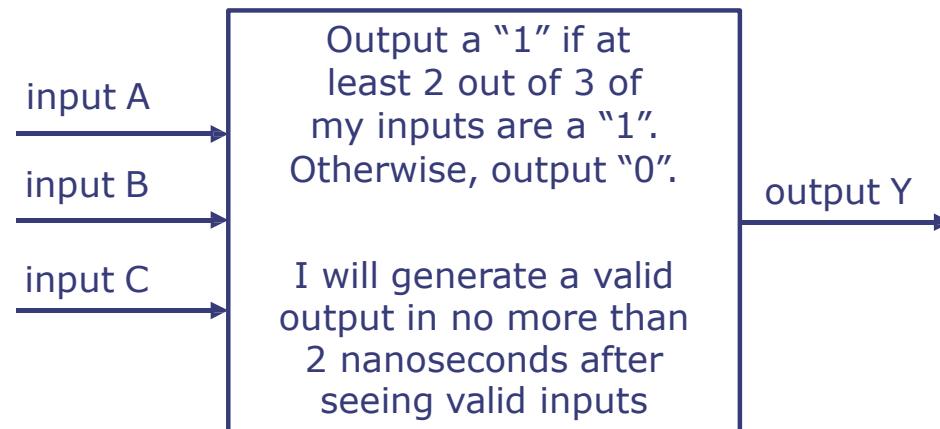 input A
input B
input C
Output a “1” if at
least 2 out of 3 of
my inputs are a “1”.
Otherwise, output “0”.
I will generate a valid
output in no more than
2 nanoseconds after
seeing valid inputs
output Y